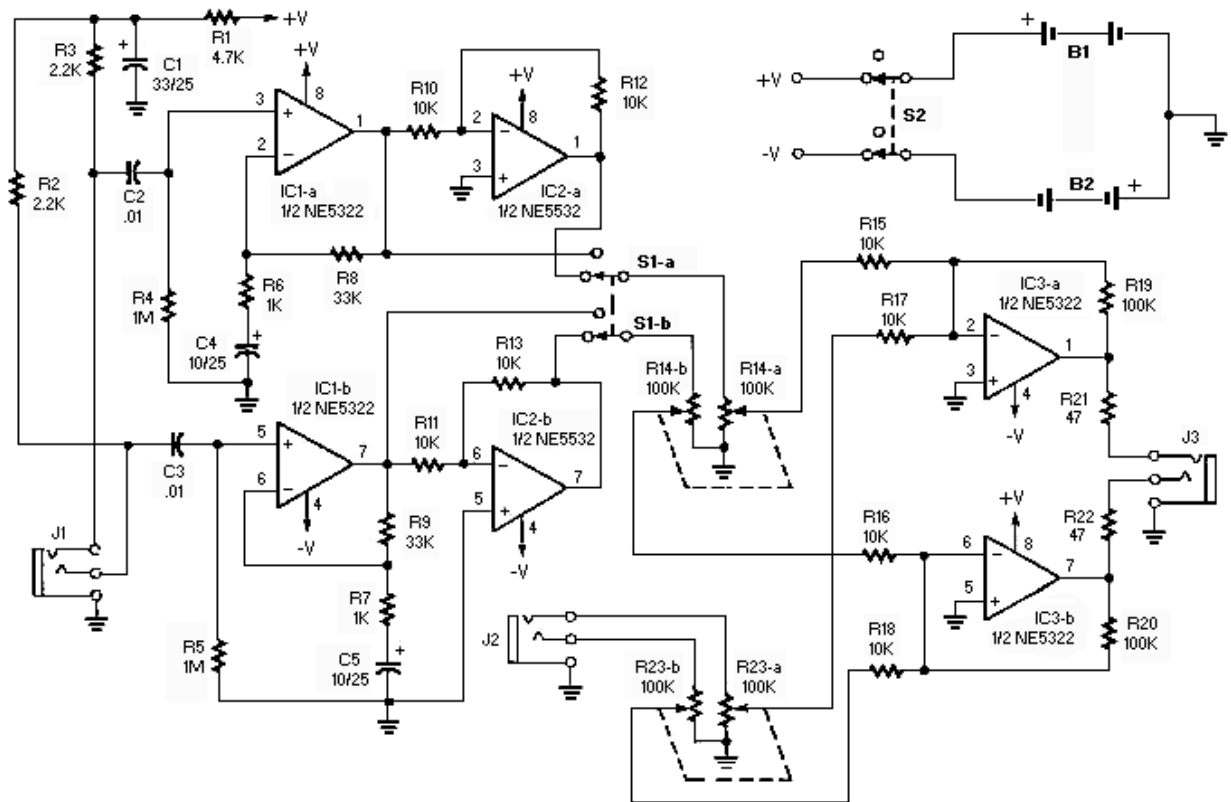 R3
2.2K
+
C1
33/25
R1
4.7K
+V
+V
8
3
+
1
2
−
IC1-a
1/2 NE5322
R10
10K
+V
8
2
−
1
3
+
IC2-a
1/2 NE5532
R12
10K
+V
-V
S2
+
B1
B2
+
R2
2.2K
C2
.01
R4
1M
R6
1K
R8
33K
C4
10/25
+
S1-a
S1-b
R13
10K
R14-b
100K
R14-a
100K
R15
10K
R17
10K
IC3-a
1/2 NE5322
2
−
1
3
+
4
-V
R19
100K
R21
47
J3
IC1-b
1/2 NE5322
5
+
7
6
−
4
-V
R11
10K
IC2-b
1/2 NE5532
6
−
7
5
+
4
-V
C3
.01
R9
33K
R7
1K
C5
10/25
+
R5
1M
J1
J2
R16
10K
R18
10K
+V
8
6
−
7
5
+
IC3-b
1/2 NE5322
R22
47
R20
100K
R23-b
100K
R23-a
100K